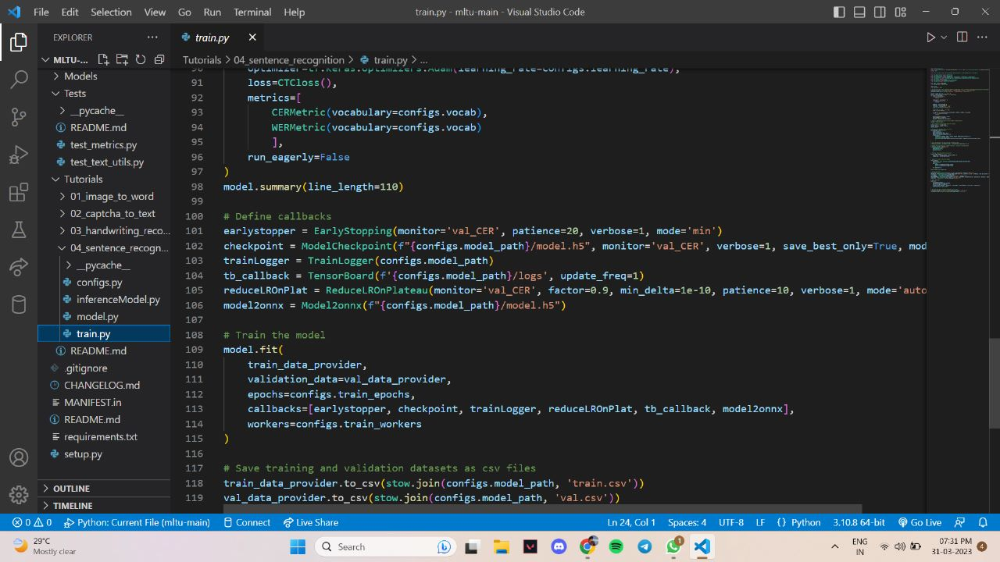 File Edit Selection View Go Run Terminal Help
train.py - mltu-main - Visual Studio Code
EXPLORER
MLTU-...
Models
Tests
__pycache__
README.md
test_metrics.py
test_text_utils.py
Tutorials
01_image_to_word
02_captcha_to_text
03_handwriting_reco...
04_sentence_recogn...
__pycache__
configs.py
inferenceModel.py
model.py
train.py
README.md
.gitignore
CHANGELOG.md
MANIFEST.in
README.md
requirements.txt
setup.py
OUTLINE
TIMELINE
train.py
Tutorials > 04_sentence_recognition > train.py > ...
90 optimizer=tf.keras.optimizers.Adam(learning_rate=configs.learning_rate),
91 loss=CTCloss(),
92 metrics=[
93 CERMetric(vocabulary=configs.vocab),
94 WERMetric(vocabulary=configs.vocab)
95 ],
96 run_eagerly=False
97 )
98 model.summary(line_length=110)
99
100 # Define callbacks
101 earlystopper = EarlyStopping(monitor='val_CER', patience=20, verbose=1, mode='min')
102 checkpoint = ModelCheckpoint(f"{configs.model_path}/model.h5", monitor='val_CER', verbose=1, save_best_only=True, mod
103 trainLogger = TrainLogger(configs.model_path)
104 tb_callback = TensorBoard(f'{configs.model_path}/logs', update_freq=1)
105 reduceLROnPlat = ReduceLROnPlateau(monitor='val_CER', factor=0.9, min_delta=1e-10, patience=10, verbose=1, mode='auto
106 model2onnx = Model2onnx(f"{configs.model_path}/model.h5")
107
108 # Train the model
109 model.fit(
110 train_data_provider,
111 validation_data=val_data_provider,
112 epochs=configs.train_epochs,
113 callbacks=[earlystopper, checkpoint, trainLogger, reduceLROnPlat, tb_callback, model2onnx],
114 workers=configs.train_workers
115 )
116
117 # Save training and validation datasets as csv files
118 train_data_provider.to_csv(stow.join(configs.model_path, 'train.csv'))
119 val_data_provider.to_csv(stow.join(configs.model_path, 'val.csv'))
0 0 Python: Current File (mltu-main) Connect Live Share
Ln 24, Col 1 Spaces: 4 UTF-8 LF {} Python 3.10.8 64-bit Go Live
29°C
Mostly clear
Search
1
ENG
IN
07:31 PM
31-03-2023
4